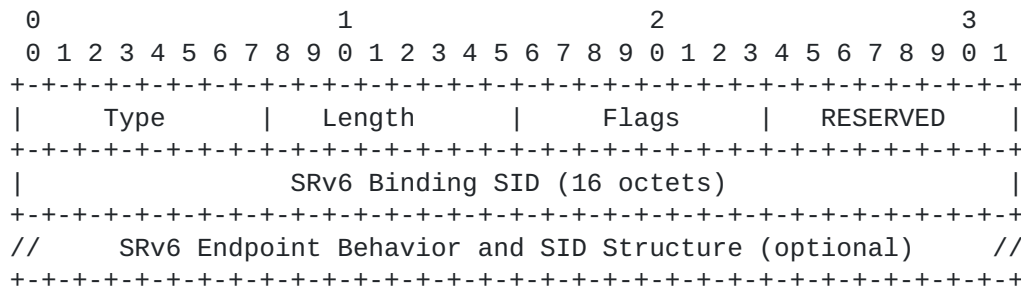 0                   1                   2                   3
 0 1 2 3 4 5 6 7 8 9 0 1 2 3 4 5 6 7 8 9 0 1 2 3 4 5 6 7 8 9 0 1
+-+-+-+-+-+-+-+-+-+-+-+-+-+-+-+-+-+-+-+-+-+-+-+-+-+-+-+-+-+-+-+-+
|     Type      |   Length      |     Flags     |   RESERVED    |
+-+-+-+-+-+-+-+-+-+-+-+-+-+-+-+-+-+-+-+-+-+-+-+-+-+-+-+-+-+-+-+-+
|                 SRv6 Binding SID (16 octets)                  |
+-+-+-+-+-+-+-+-+-+-+-+-+-+-+-+-+-+-+-+-+-+-+-+-+-+-+-+-+-+-+-+-+
//     SRv6 Endpoint Behavior and SID Structure (optional)     //
+-+-+-+-+-+-+-+-+-+-+-+-+-+-+-+-+-+-+-+-+-+-+-+-+-+-+-+-+-+-+-+-+